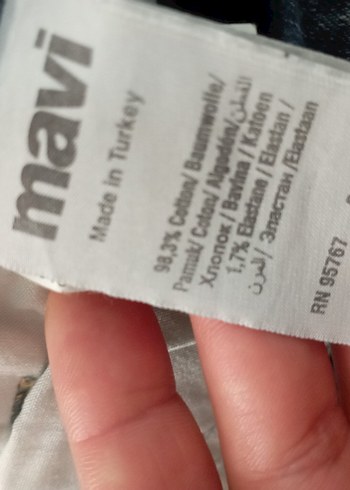 mavi
Made in Turkey
98,3% Cotton/ Baumwolle/
Pamuk/ Coton/ Algodón/ القطن/
Хлопок / Bavlna / Katoen
1,7% Elastane / Elastan /
المرن / Эластан /Elastaan
RN 95767